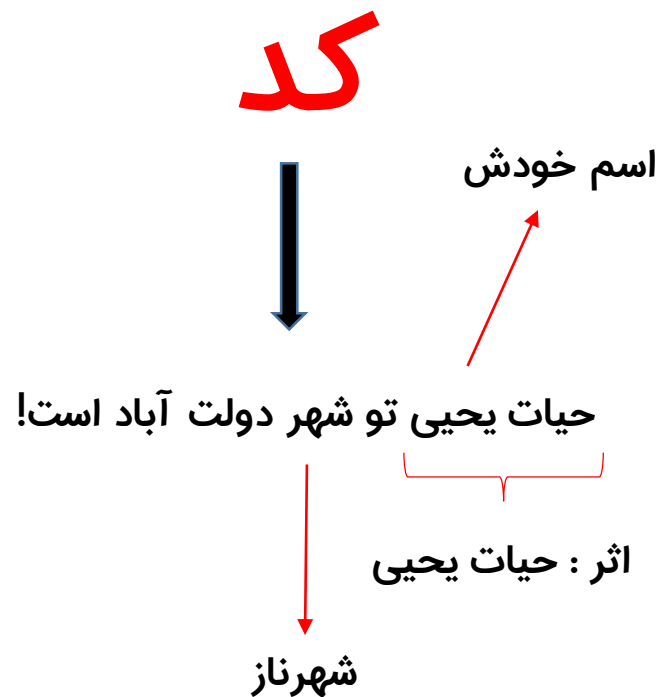 کد
اسم خودش
حیات یحیی تو شهر دولت آباد است!
اثر : حیات یحیی
شهرناز